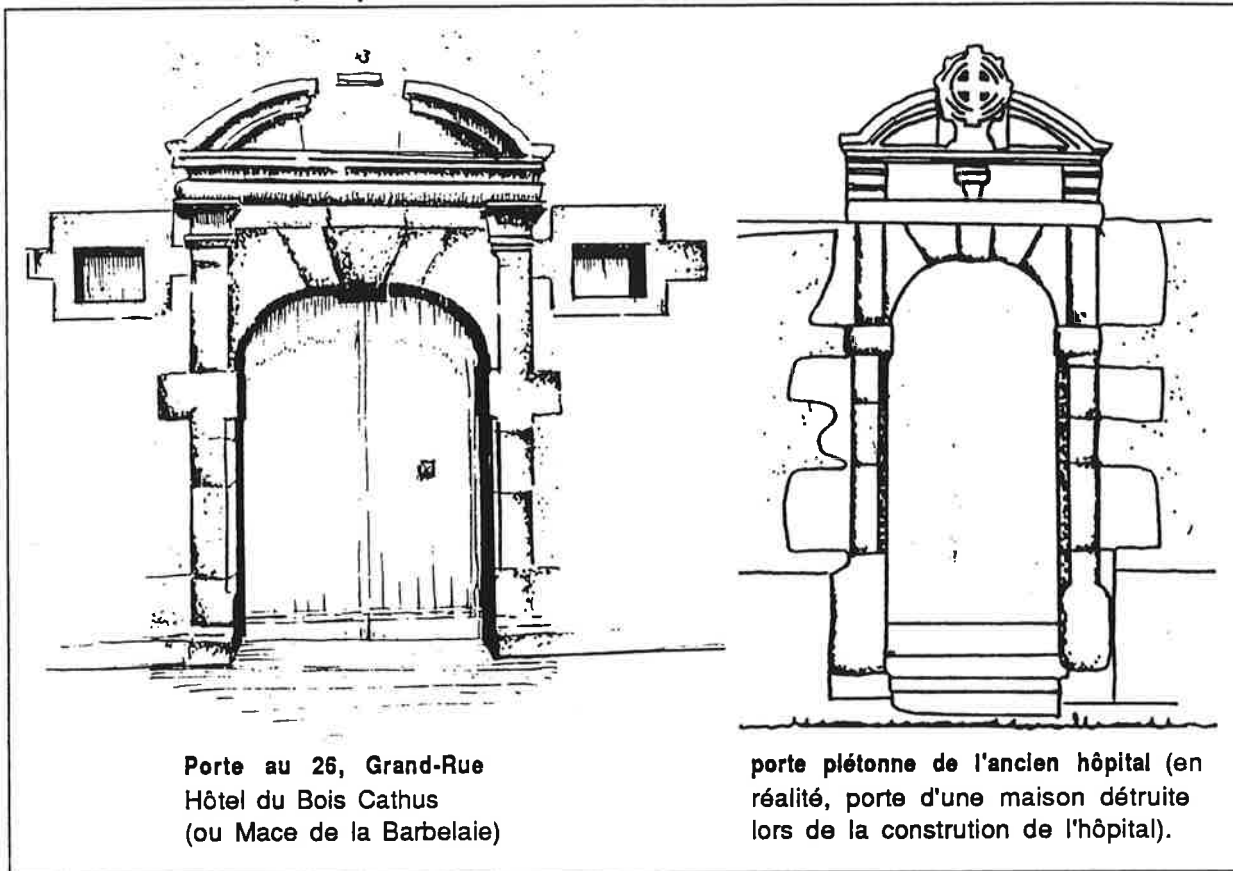 Porte au 26, Grand-Rue
Hôtel du Bois Cathus
(ou Mace de la Barbelaie)
porte piétonne de l'ancien hôpital (en
réalité, porte d'une maison détruite
lors de la constrution de l'hôpital).